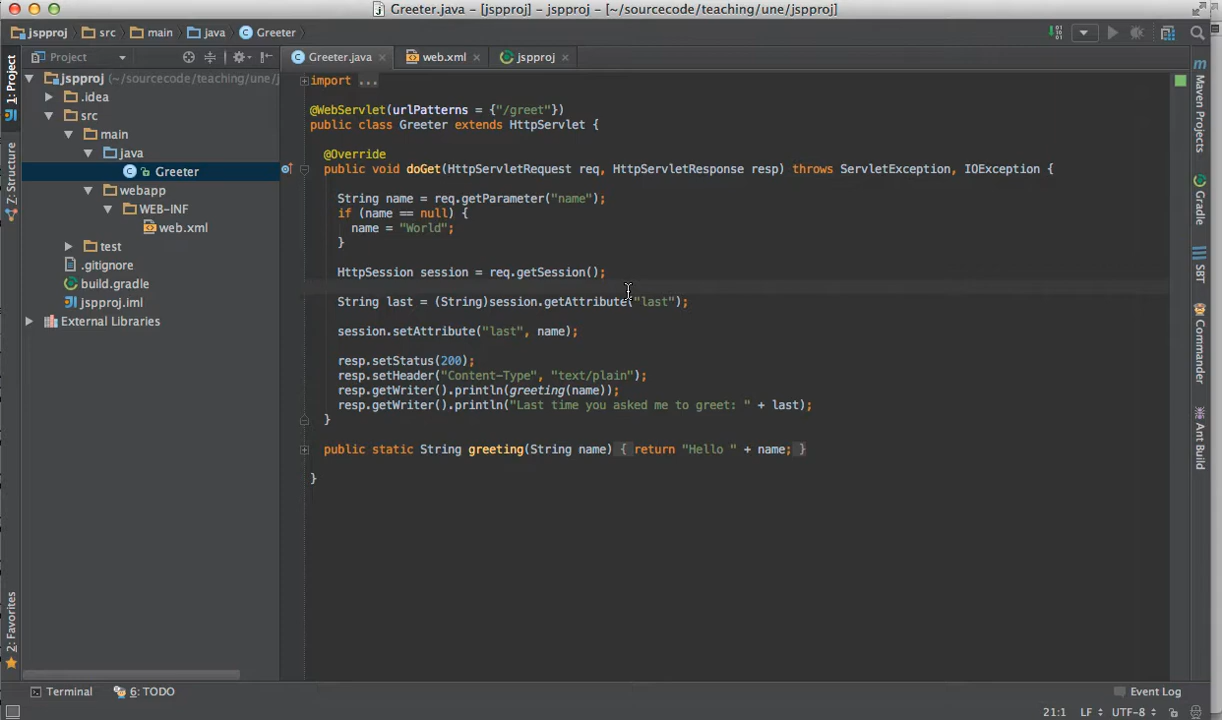 Greeter.java - [jspproj] - jspproj - [~/sourcecode/teaching/une/jspproj]
jspproj src main java Greeter
1: Project
Z: Structure
2: Favorites
Project
jspproj (~/sourcecode/teaching/une/j
.idea
src
main
java
Greeter
webapp
WEB-INF
web.xml
test
.gitignore
build.gradle
jspproj.iml
External Libraries
Greeter.java web.xml jspproj
import ...
@WebServlet(urlPatterns = {"/greet"})
public class Greeter extends HttpServlet {
@Override
public void doGet(HttpServletRequest req, HttpServletResponse resp) throws ServletException, IOException {
String name = req.getParameter("name");
if (name == null) {
name = "World";
}
HttpSession session = req.getSession();
String last = (String)session.getAttribute("last");
session.setAttribute("last", name);
resp.setStatus(200);
resp.setHeader("Content-Type", "text/plain");
resp.getWriter().println(greeting(name));
resp.getWriter().println("Last time you asked me to greet: " + last);
}
public static String greeting(String name) { return "Hello " + name; }
}
Maven Projects
Gradle
SBT
Commander
Ant Build
Terminal 6: TODO Event Log
21:1 LF UTF-8